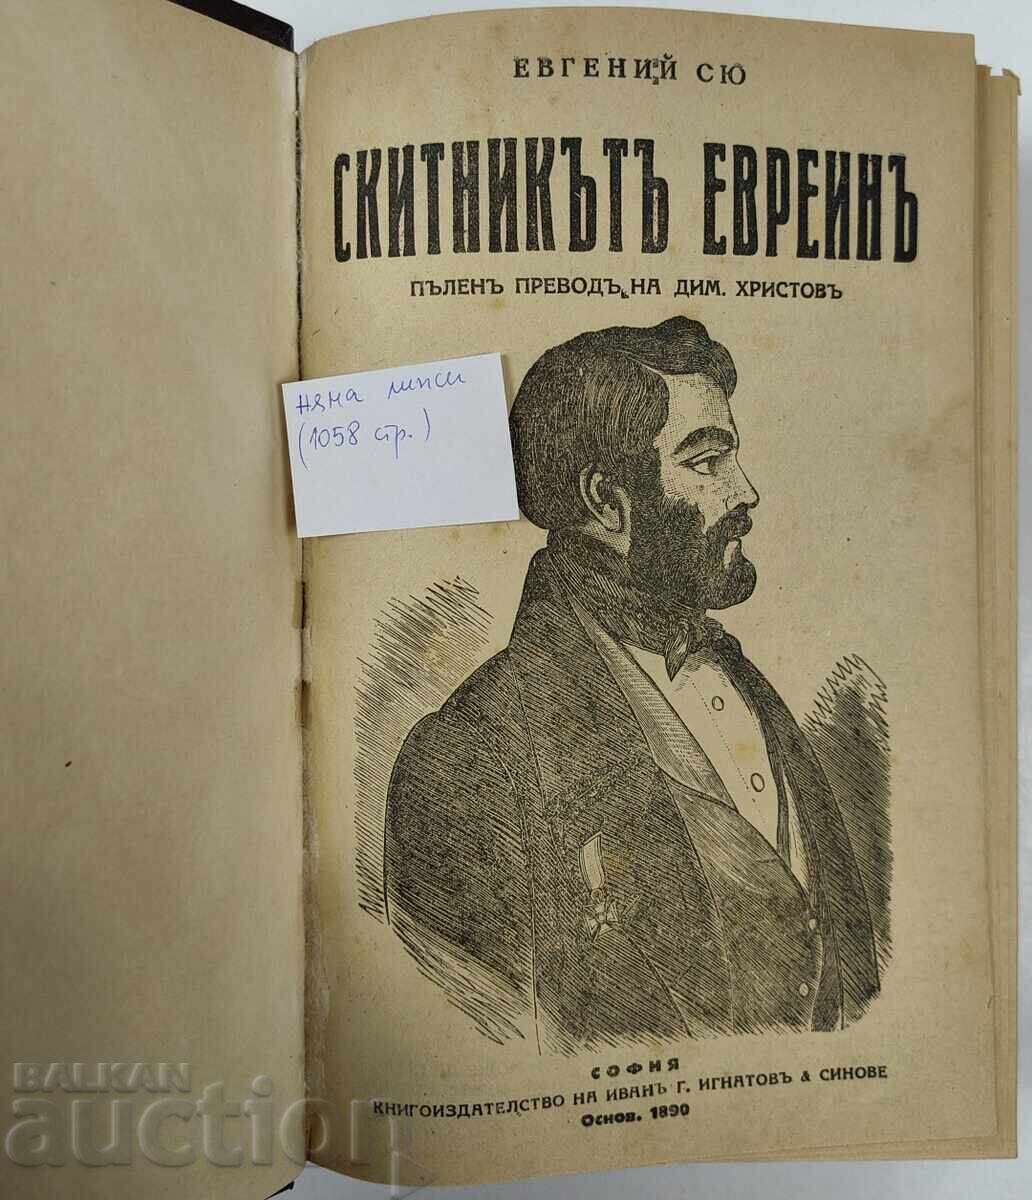 ЕВГЕНИЙ СЮ
СКИТНИКЪТЪ ЕВРЕИНЪ
ПЪЛЕНЪ ПРЕВОДЪ НА ДИМ. ХРИСТОВЪ
няма липси
(1058 стр.)
СОФИЯ
КНИГОИЗДАТЕЛСТВО НА ИВАНЪ Г. ИГНАТОВЪ & СИНОВЕ
Основ. 1890
BALKAN
auction